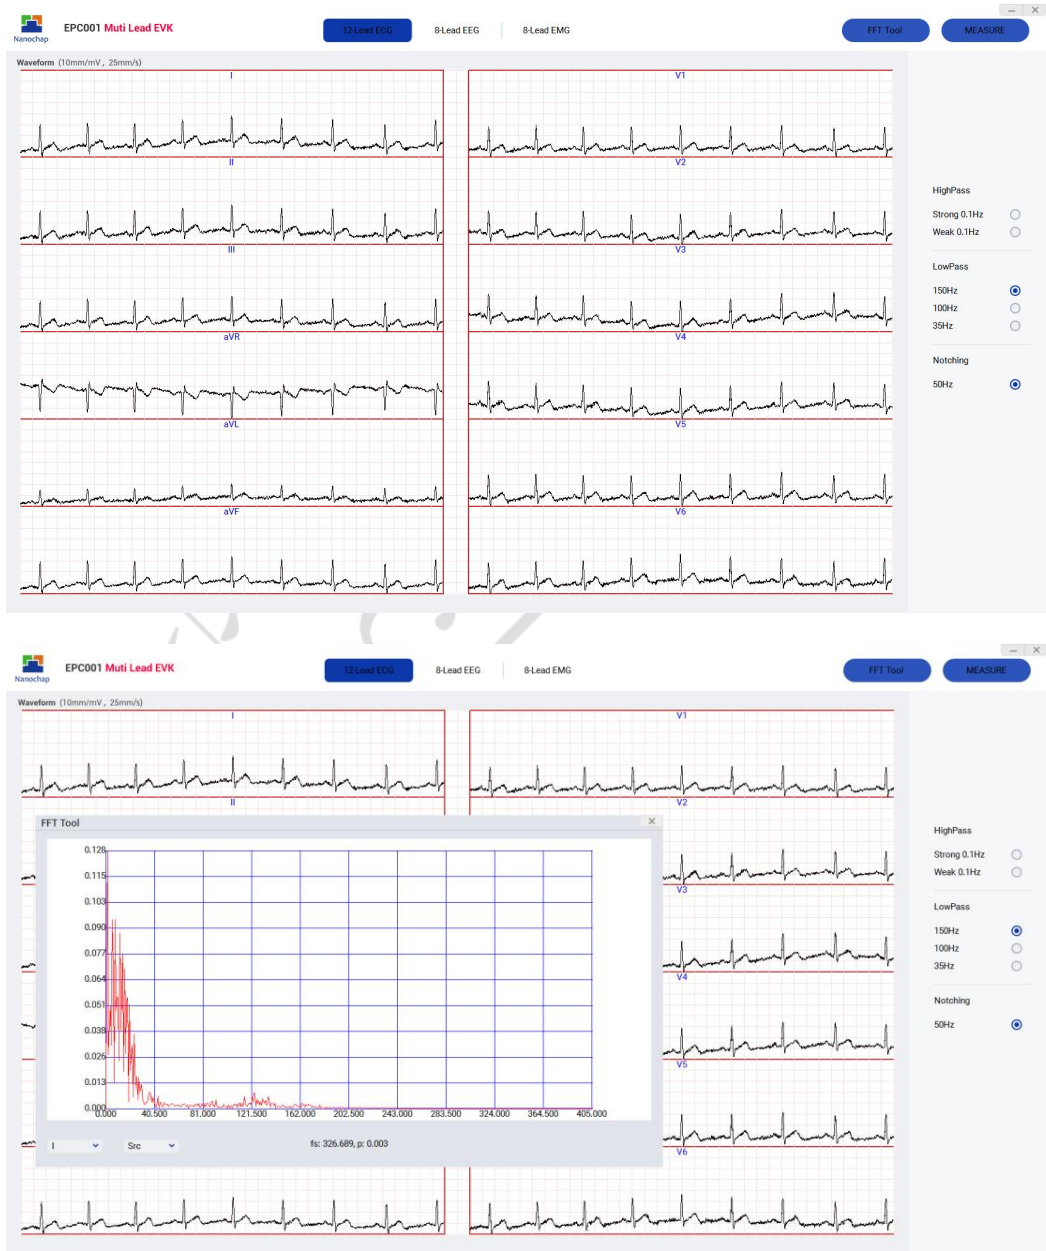 Nanochap
EPC001 Muti Lead EVK
12-Lead ECG
8-Lead EEG
8-Lead EMG
FFT Tool
MEASURE
Waveform (10mm/mV , 25mm/s)
I
V1
II
V2
III
V3
aVR
V4
aVL
V5
aVF
V6
HighPass
Strong 0.1Hz
Weak 0.1Hz
LowPass
150Hz
100Hz
35Hz
Notching
50Hz
Nanochap
EPC001 Muti Lead EVK
12-Lead ECG
8-Lead EEG
8-Lead EMG
FFT Tool
MEASURE
Waveform (10mm/mV , 25mm/s)
I
V1
II
V2
FFT Tool
0.128
0.115
0.103
0.090
0.077
0.064
0.051
0.038
0.026
0.013
0.000
0.000 40.500 81.000 121.500 162.000 202.500 243.000 283.500 324.000 364.500 405.000
I
Src
fs: 326.689, p: 0.003
V3
V4
V5
V6
HighPass
Strong 0.1Hz
Weak 0.1Hz
LowPass
150Hz
100Hz
35Hz
Notching
50Hz